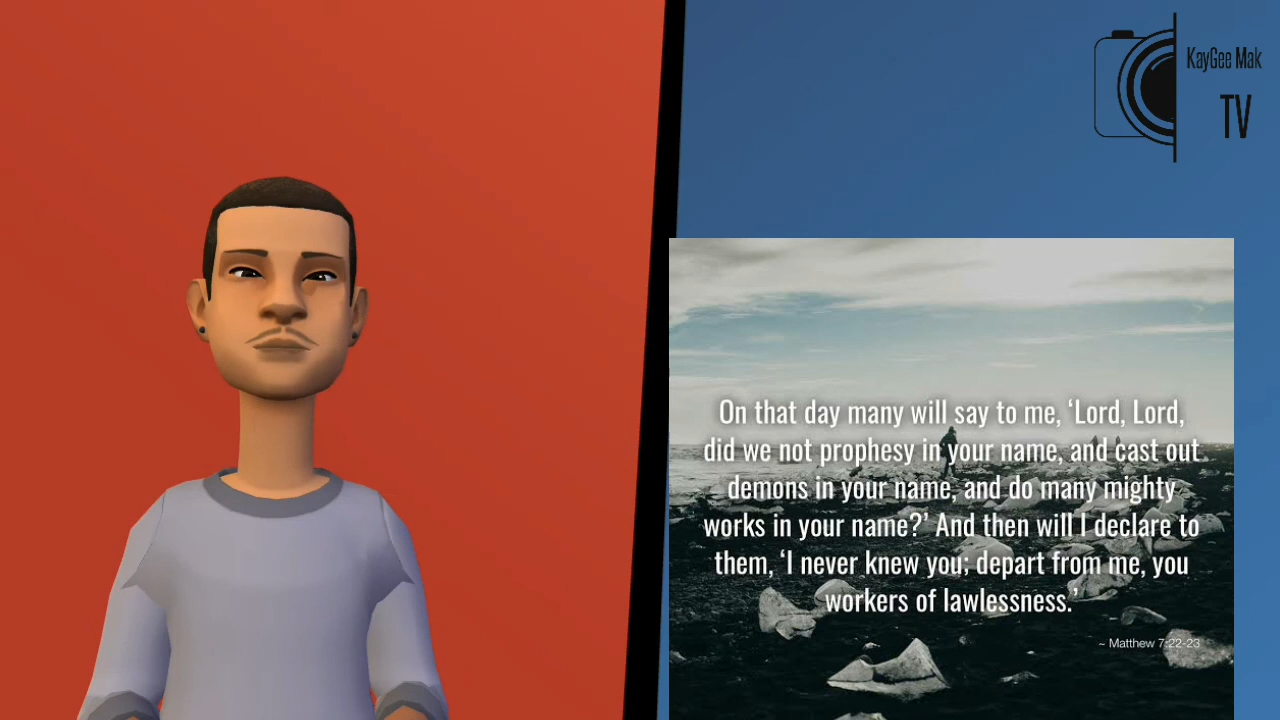 KayGee Mak
TV
On that day many will say to me, ‘Lord, Lord,
did we not prophesy in your name, and cast out
demons in your name, and do many mighty
works in your name?’ And then will I declare to
them, ‘I never knew you; depart from me, you
workers of lawlessness.’
~ Matthew 7:22-23